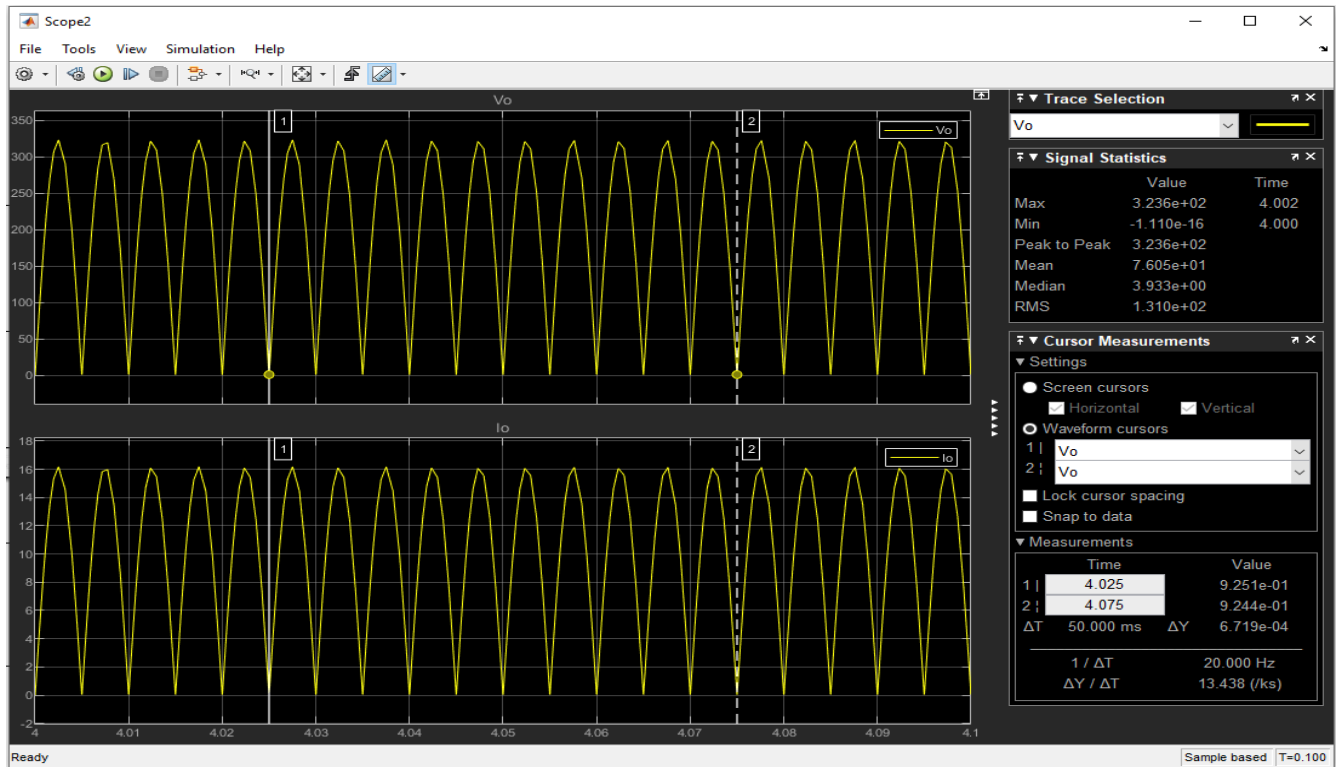 Scope2
File Tools View Simulation Help
Vo
350
300
250
200
150
100
50
0
1
2
Vo
Io
18
16
14
12
10
8
6
4
2
0
-2
1
2
Io
4 4.01 4.02 4.03 4.04 4.05 4.06 4.07 4.08 4.09 4.1
Trace Selection
Vo
Signal Statistics
Value Time
Max 3.236e+02 4.002
Min -1.110e-16 4.000
Peak to Peak 3.236e+02
Mean 7.605e+01
Median 3.933e+00
RMS 1.310e+02
Cursor Measurements
Settings
Screen cursors
Horizontal Vertical
Waveform cursors
1 | Vo
2 ¦ Vo
Lock cursor spacing
Snap to data
Measurements
Time Value
1 | 4.025 9.251e-01
2 ¦ 4.075 9.244e-01
ΔT 50.000 ms ΔY 6.719e-04
1 / ΔT 20.000 Hz
ΔY / ΔT 13.438 (/ks)
Ready
Sample based T=0.100